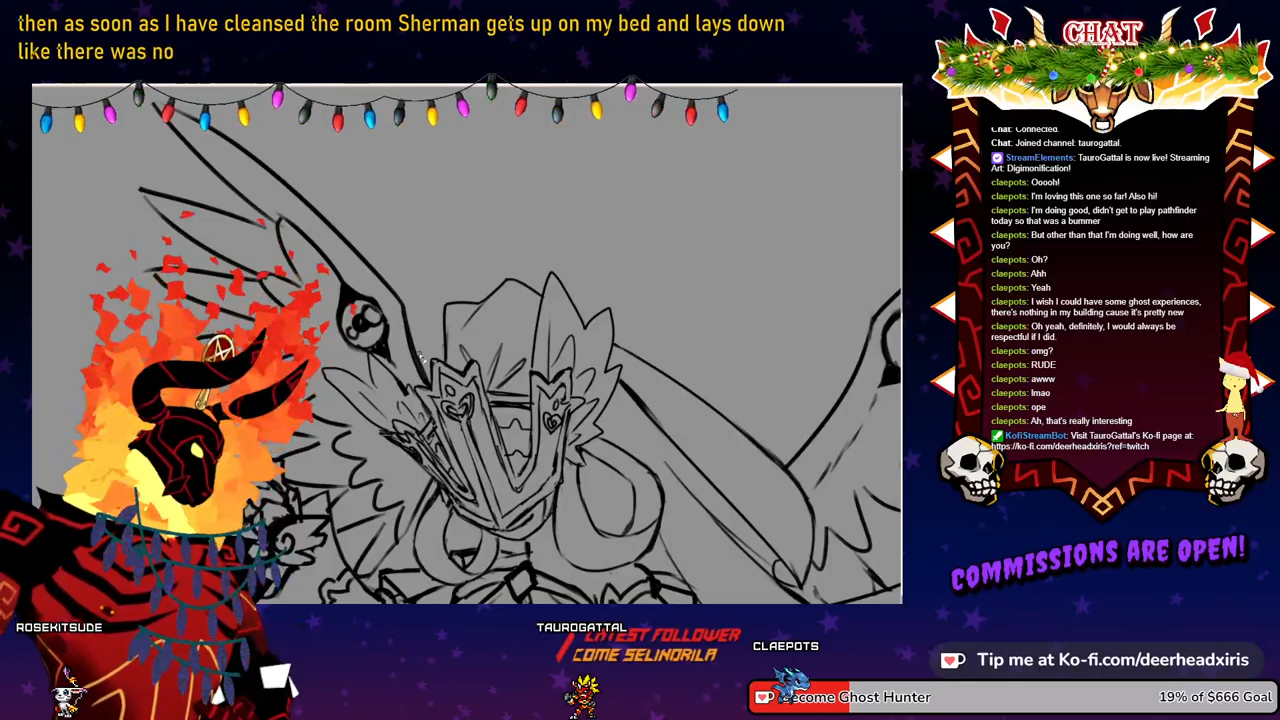 then as soon as I have cleansed the room Sherman gets up on my bed and lays down
like there was no
CHAT
Chat: Connected.
Chat: Joined channel: taurogattal.
StreamElements: TauroGattal is now live! Streaming
Art: Digimonification!
claepots: Ooooh!
claepots: I'm loving this one so far! Also hi!
claepots: I'm doing good, didn't get to play pathfinder
today so that was a bummer
claepots: But other than that I'm doing well, how are
you?
claepots: Oh?
claepots: Ahh
claepots: Yeah
claepots: I wish I could have some ghost experiences,
there's nothing in my building cause it's pretty new
claepots: Oh yeah, definitely, I would always be
respectful if I did.
claepots: omg?
claepots: RUDE
claepots: awww
claepots: lmao
claepots: ope
claepots: Ah, that's really interesting
KofiStreamBot: Visit TauroGattal's Ko-fi page at:
https://ko-fi.com/deerheadxiris?ref=twitch
COMMISSIONS ARE OPEN!
ROSEKITSUDE
TAUROGATTAL
LATEST FOLLOWER
COME SELINORILA
CLAEPOTS
Tip me at Ko-fi.com/deerheadxiris
ecome Ghost Hunter
19% of $666 Goal